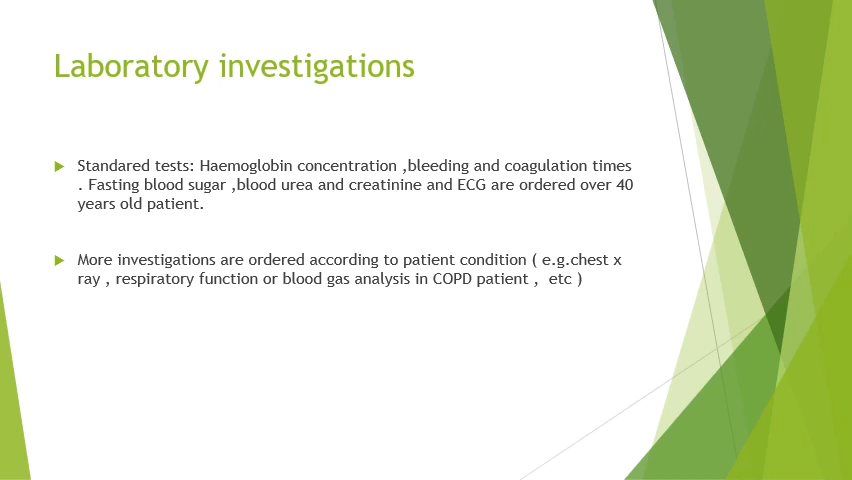 Laboratory investigations
Standared tests: Haemoglobin concentration ,bleeding and coagulation times
. Fasting blood sugar ,blood urea and creatinine and ECG are ordered over 40
years old patient.
More investigations are ordered according to patient condition ( e.g.chest x
ray , respiratory function or blood gas analysis in COPD patient ,  etc )